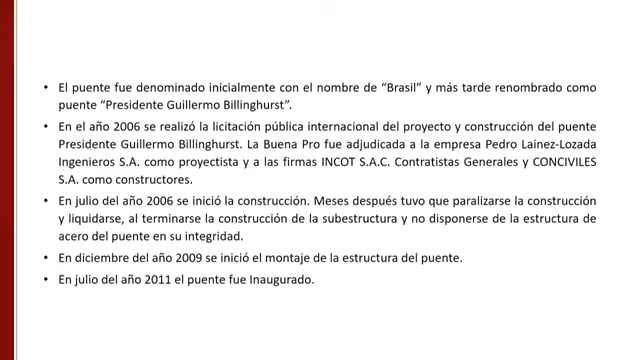 • El puente fue denominado inicialmente con el nombre de “Brasil” y más tarde renombrado como
puente “Presidente Guillermo Billinghurst”.
• En el año 2006 se realizó la licitación pública internacional del proyecto y construcción del puente
Presidente Guillermo Billinghurst. La Buena Pro fue adjudicada a la empresa Pedro Lainez-Lozada
Ingenieros S.A. como proyectista y a las firmas INCOT S.A.C. Contratistas Generales y CONCIVILES
S.A. como constructores.
• En julio del año 2006 se inició la construcción. Meses después tuvo que paralizarse la construcción
y liquidarse, al terminarse la construcción de la subestructura y no disponerse de la estructura de
acero del puente en su integridad.
• En diciembre del año 2009 se inició el montaje de la estructura del puente.
• En julio del año 2011 el puente fue Inaugurado.